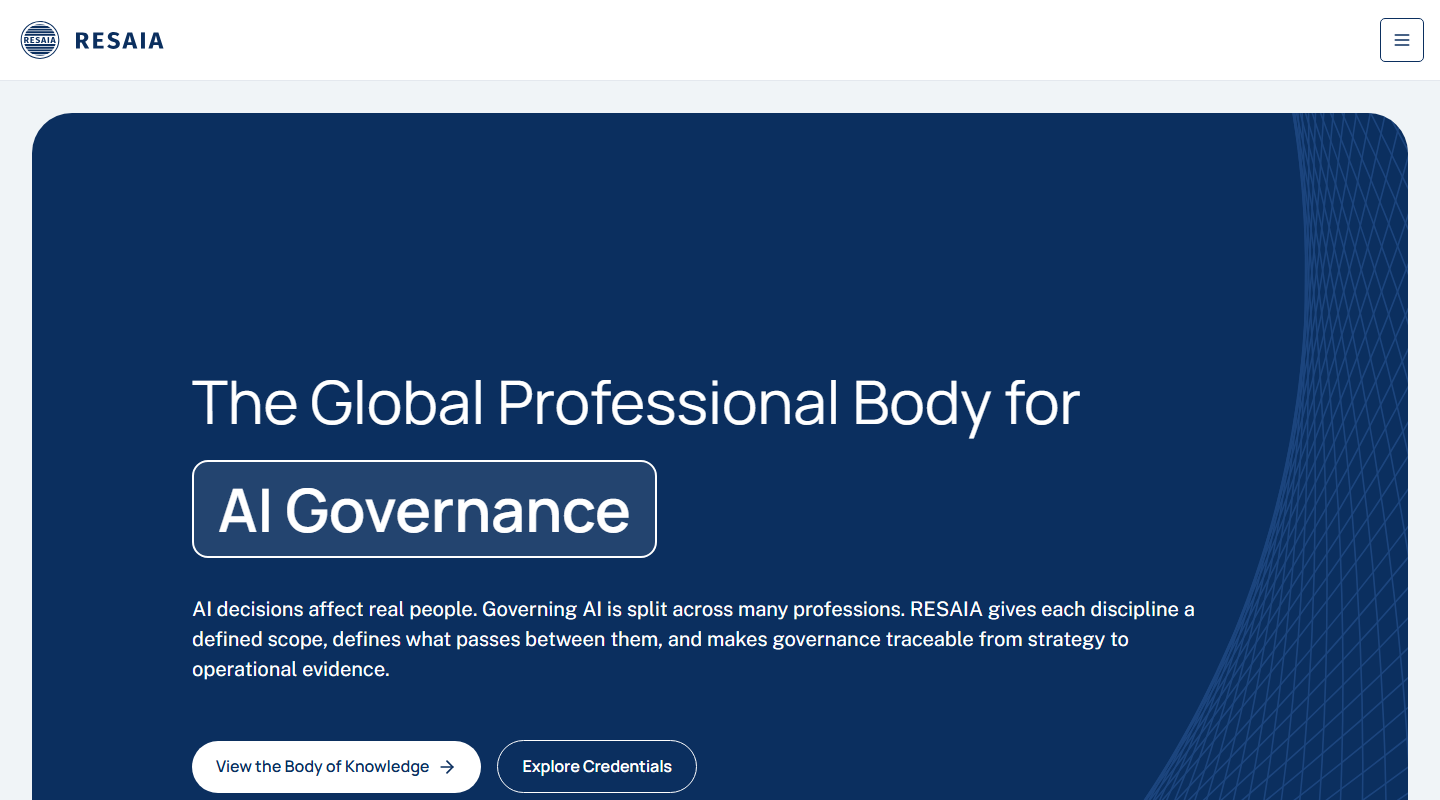 RESAIA
RESAIA
The Global Professional Body for
AI Governance
AI decisions affect real people. Governing AI is split across many professions. RESAIA gives each discipline a
defined scope, defines what passes between them, and makes governance traceable from strategy to
operational evidence.
View the Body of Knowledge
Explore Credentials